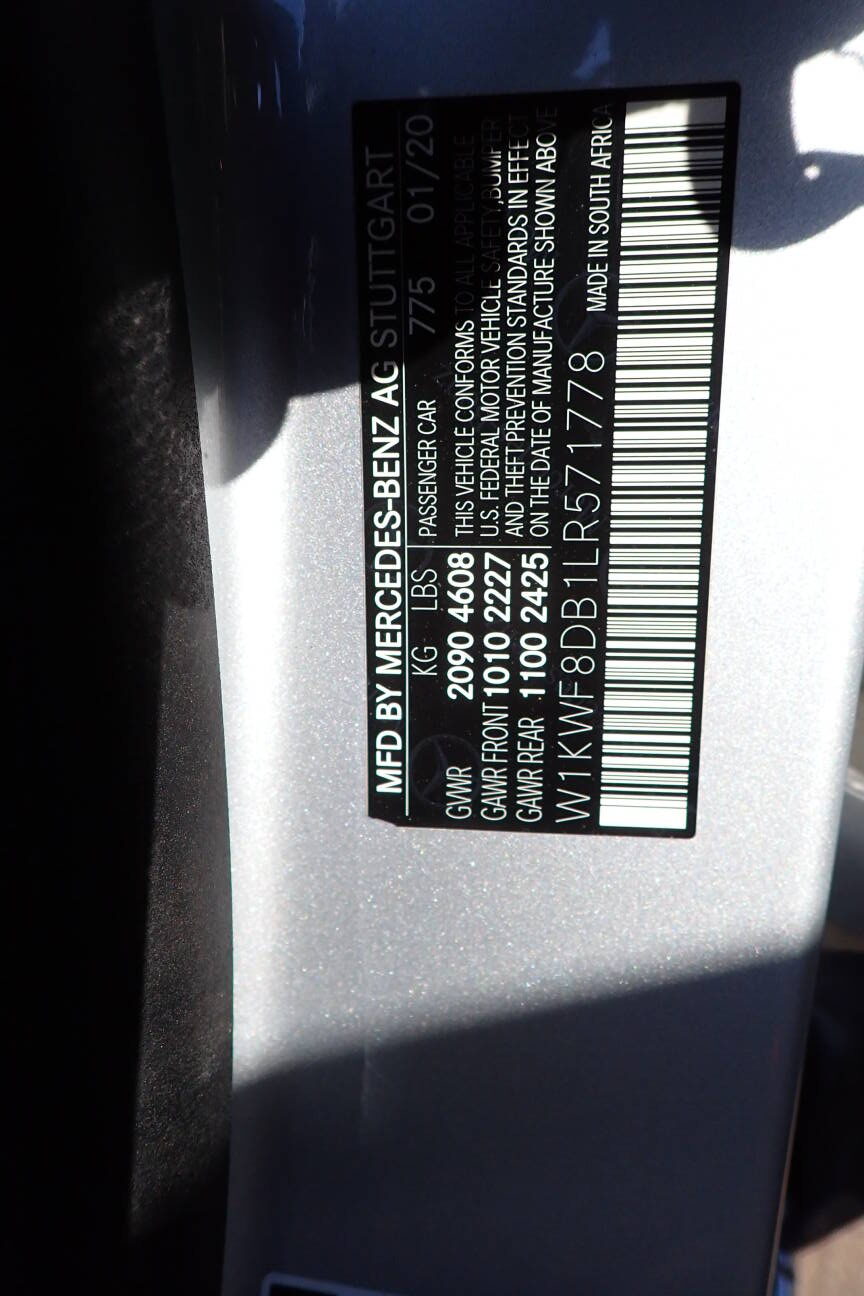 MFD BY MERCEDES-BENZ AG STUTTGART
KG LBS PASSENGER CAR 775 01/20
GVWR 2090 4608 THIS VEHICLE CONFORMS TO ALL APPLICABLE
GAWR FRONT 1010 2227 U.S. FEDERAL MOTOR VEHICLE SAFETY,BUMPER
GAWR REAR 1100 2425 AND THEFT PREVENTION STANDARDS IN EFFECT
ON THE DATE OF MANUFACTURE SHOWN ABOVE
W1KWF8DB1LR571778 MADE IN SOUTH AFRICA